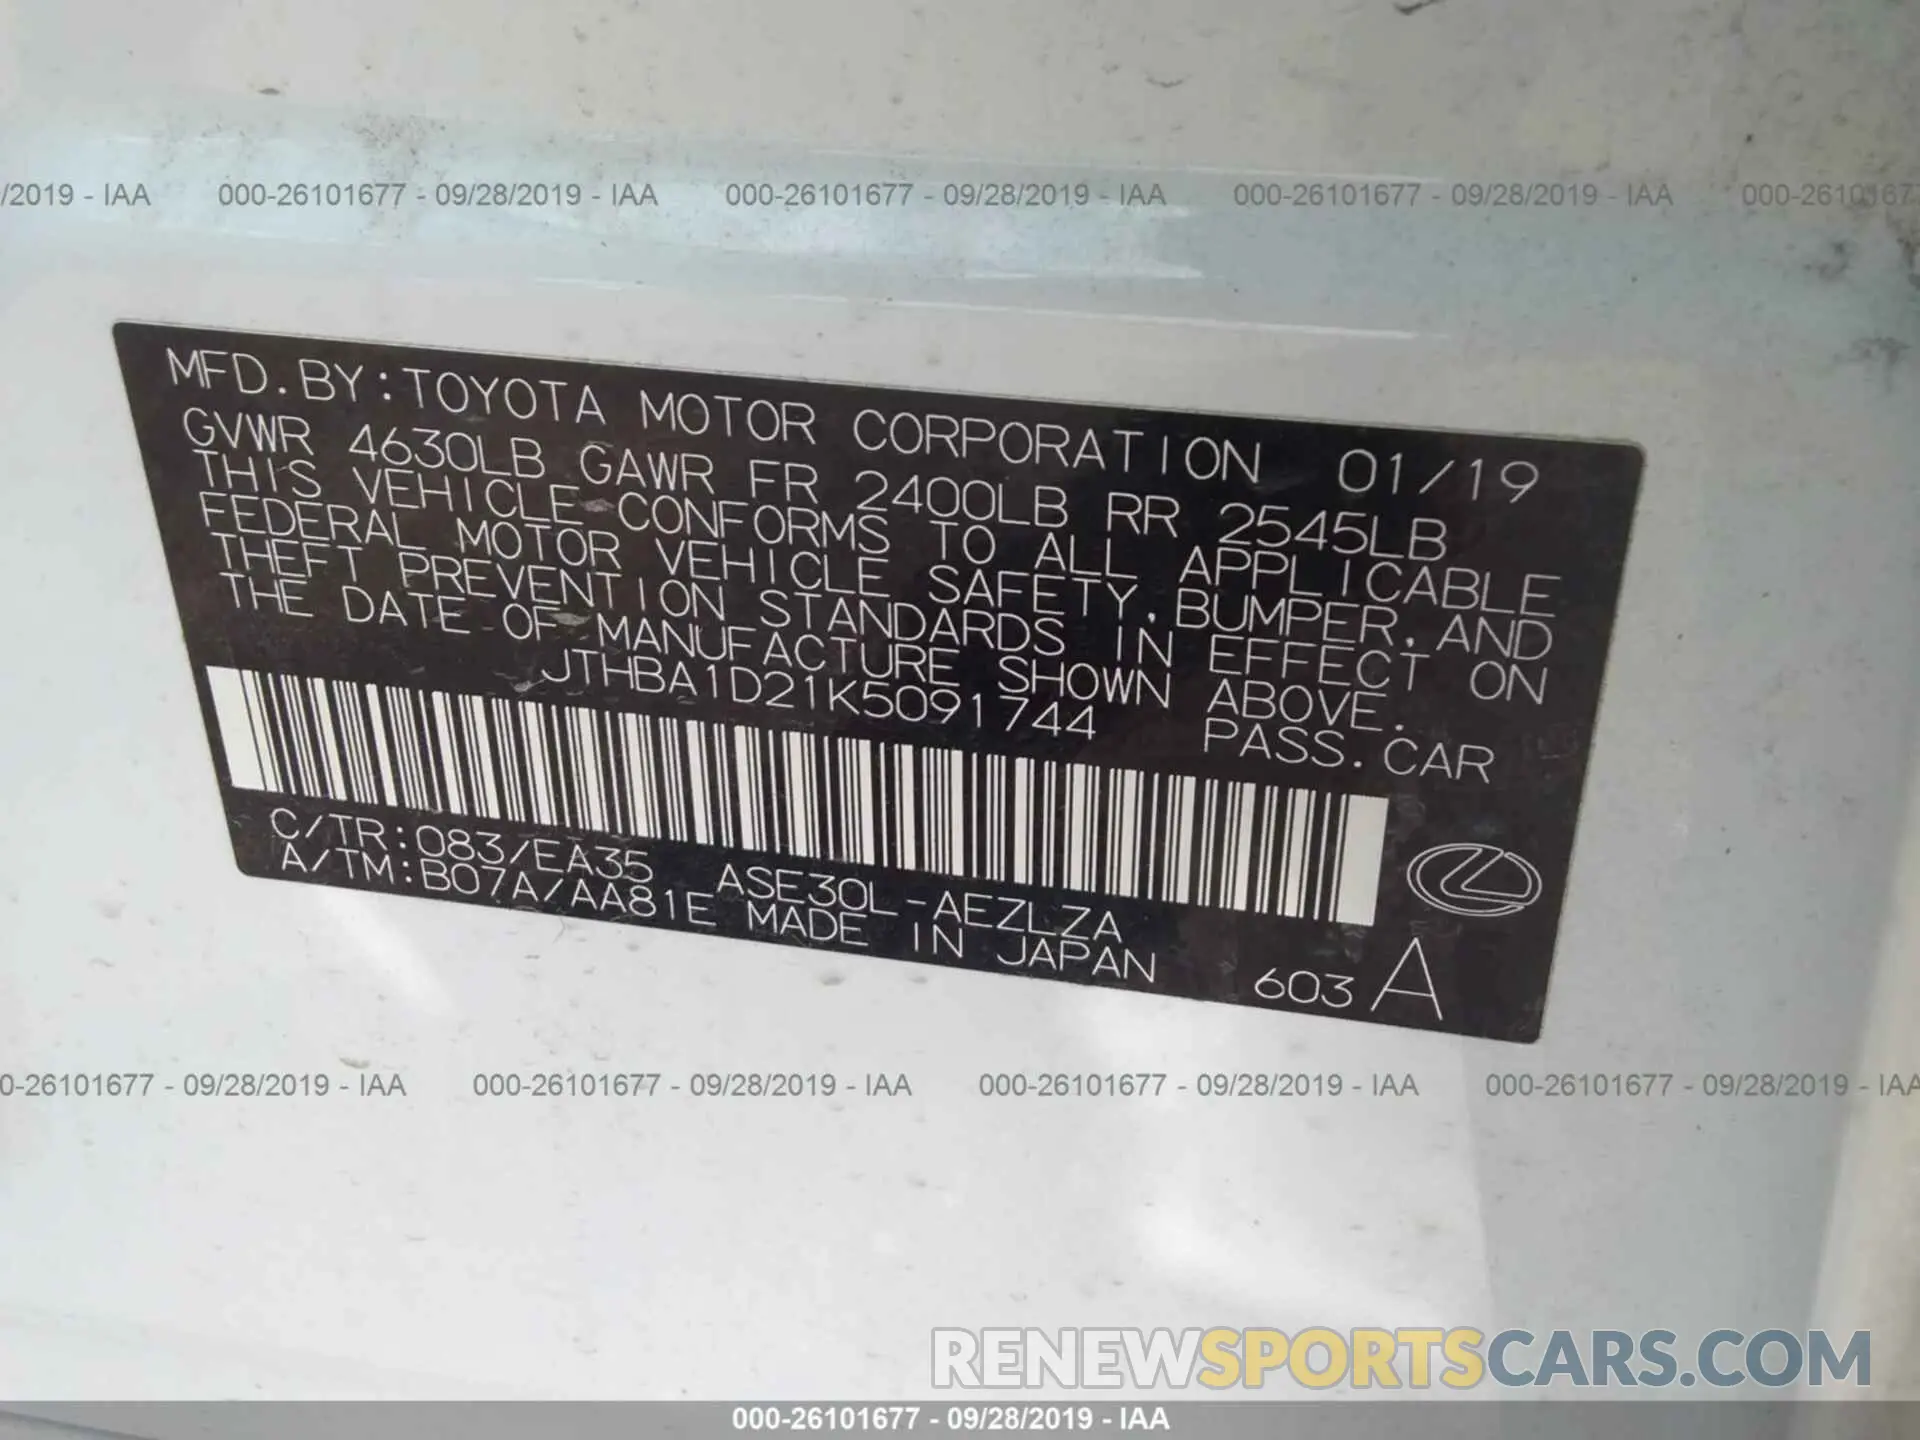 /2019 - IAA 000-26101677 - 09/28/2019 - IAA 000-26101677 - 09/28/2019 - IAA 000-26101677 - 09/28/2019 - IAA 000-2610167
MFD. BY: TOYOTA MOTOR CORPORATION 01/19
GVWR 4630LB GAWR FR 2400LB RR 2545LB
THIS VEHICLE CONFORMS TO ALL APPLICABLE
FEDERAL MOTOR VEHICLE SAFETY, BUMPER, AND
THEFT PREVENTION STANDARDS IN EFFECT ON
THE DATE OF MANUFACTURE SHOWN ABOVE.
JTHBA1D21K5091744 PASS. CAR
C/TR: 083/EA35 ASE30L-AEZLZA
A/TM: B07A/AA81E MADE IN JAPAN 603 A
0-26101677 - 09/28/2019 - IAA 000-26101677 - 09/28/2019 - IAA 000-26101677 - 09/28/2019 - IAA 000-26101677 - 09/28/2019 - IAA
RENEWSPORTSCARS.COM
000-26101677 - 09/28/2019 - IAA